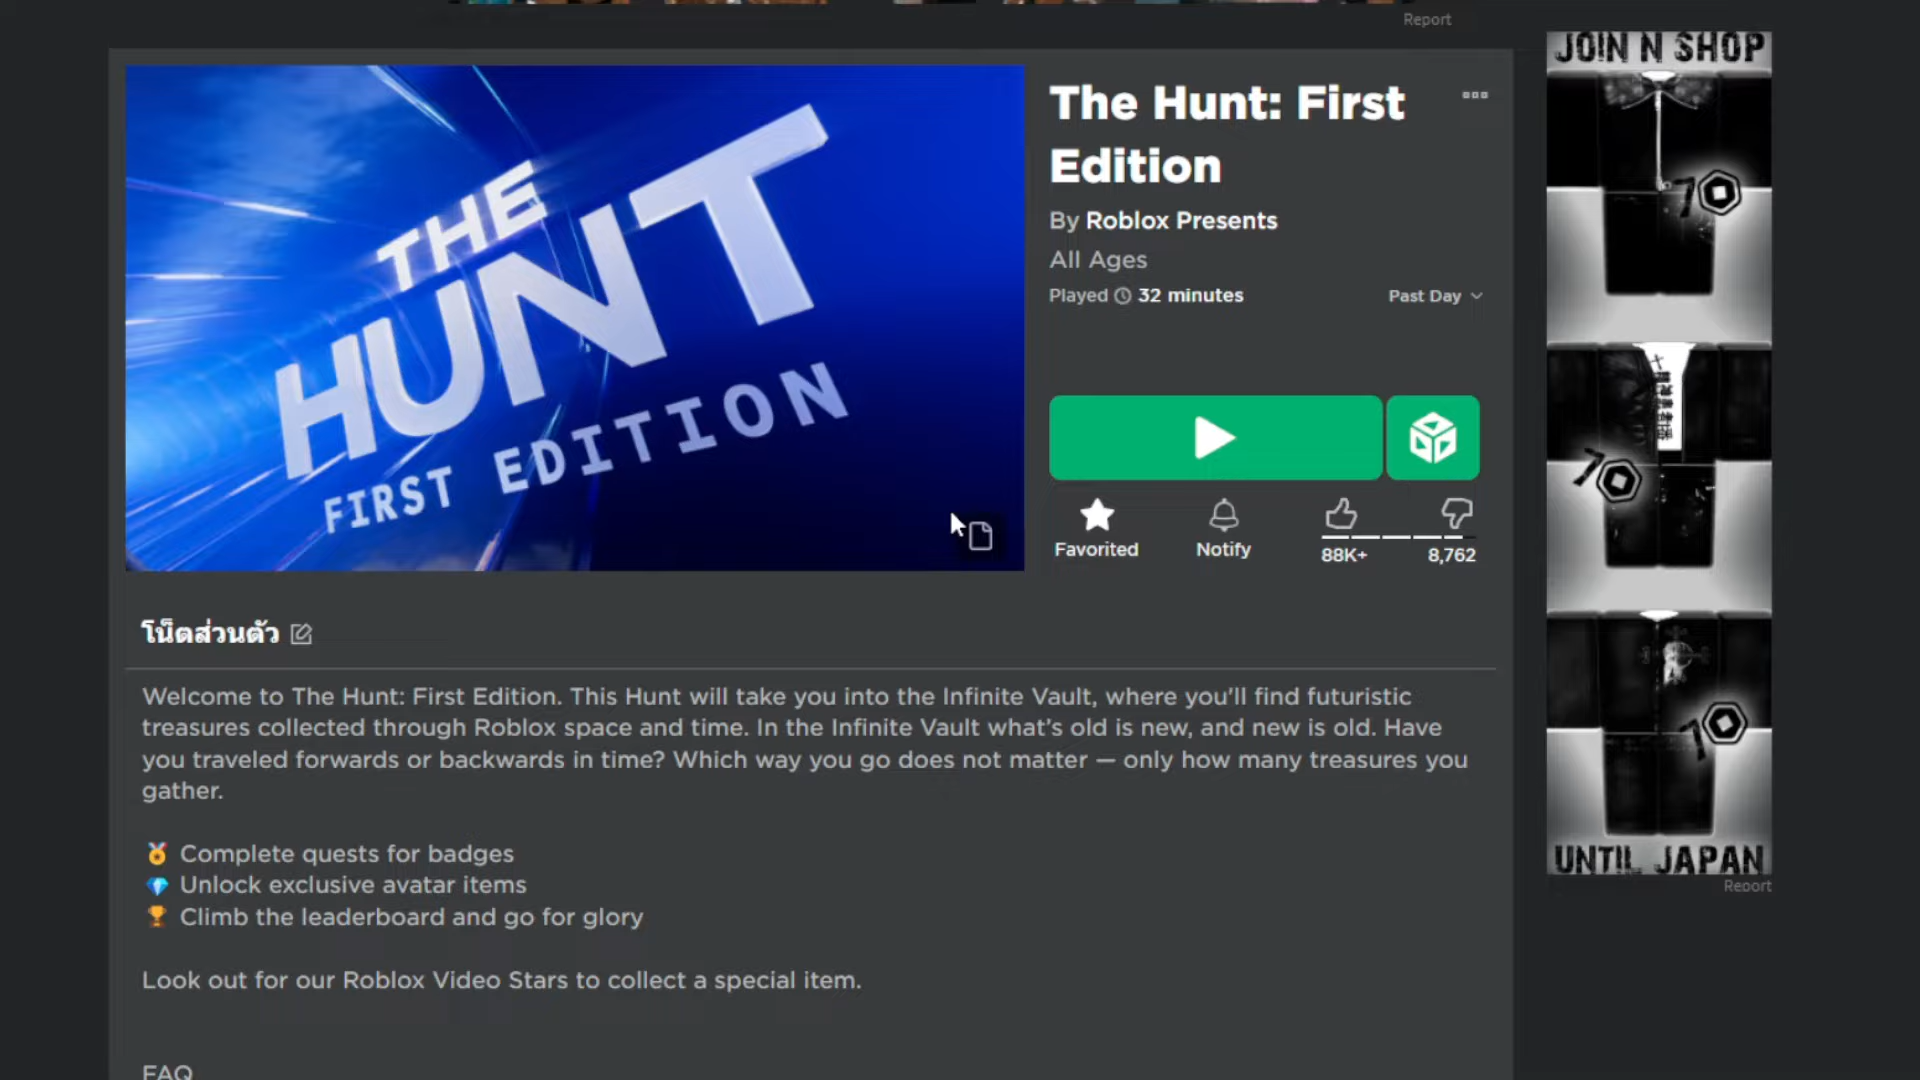 Report
THE
HUNT
FIRST EDITION
The Hunt: First
Edition
By Roblox Presents
All Ages
Played 32 minutes
Past Day
Favorited
Notify
88K+
8,762
โน็ตส่วนตัว
Welcome to The Hunt: First Edition. This Hunt will take you into the Infinite Vault, where you'll find futuristic
treasures collected through Roblox space and time. In the Infinite Vault what's old is new, and new is old. Have
you traveled forwards or backwards in time? Which way you go does not matter — only how many treasures you
gather.
🏅 Complete quests for badges
💎 Unlock exclusive avatar items
🏆 Climb the leaderboard and go for glory
Look out for our Roblox Video Stars to collect a special item.
FAQ
JOIN N SHOP
7
7
7
UNTIL JAPAN
Report